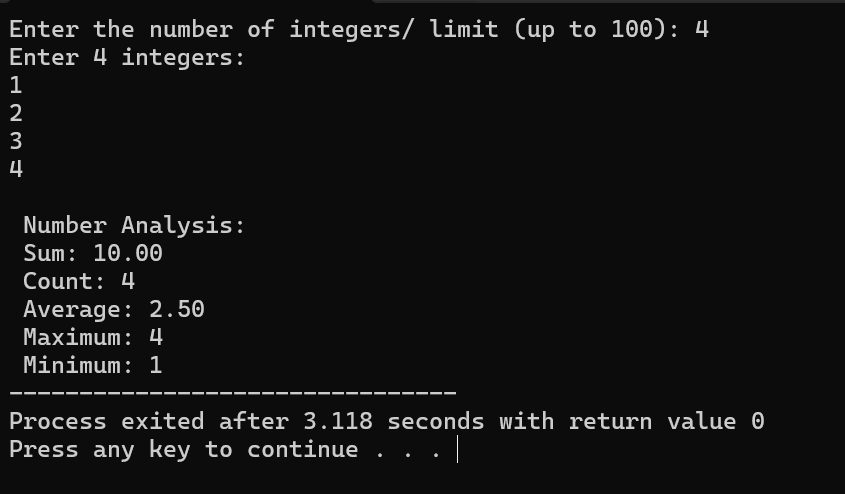 Enter the number of integers/ limit (up to 100): 4
Enter 4 integers:
1
2
3
4
Number Analysis:
Sum: 10.00
Count: 4
Average: 2.50
Maximum: 4
Minimum: 1
--------------------------------
Process exited after 3.118 seconds with return value 0
Press any key to continue . . .